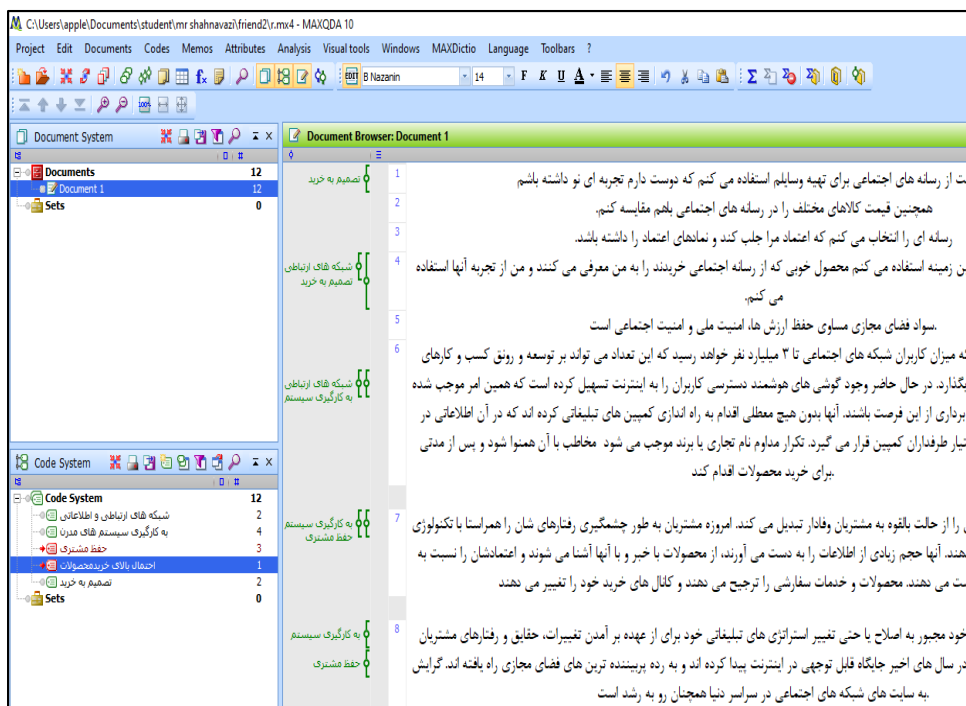 C:\Users\apple\Documents\student\mr shahnavazi\friend2\r.mx4 - MAXQDA 10
Project Edit Documents Codes Memos Attributes Analysis Visual tools Windows MAXDictio Language Toolbars ?
EDIT B Nazanin 14 F K U A
100%
Document System
Documents 12
Document 1 12
Sets 0
Code System
Code System 12
شبکه های ارتباطی و اطلاعاتی 2
به کارگیری سیستم های مدرن 4
حفظ مشتری 3
احتمال بالای خریدمحصولات 1
تصمیم به خرید 2
Sets 0
Document Browser: Document 1
تصمیم به خرید
شبکه های ارتباطی
تصمیم به خرید
شبکه های ارتباطی
به کارگیری سیستم
به کارگیری سیستم
حفظ مشتری
به کارگیری سیستم
حفظ مشتری
1 از رسانه های اجتماعی برای تهیه وسایلم استفاده می کنم که دوست دارم تجربه ای نو داشته باشم
2 همچنین قیمت کالاهای مختلف را در رسانه های اجتماعی باهم مقایسه کنم.
3 رسانه ای را انتخاب می کنم که اعتماد مرا جلب کند و نمادهای اعتماد را داشته باشد.
4 زمینه استفاده می کنم محصول خوبی که از رسانه اجتماعی خریدند را به من معرفی می کنند و من از تجربه آنها استفاده
می کنم.
5 سواد فضای مجازی مساوی حفظ ارزش ها، امنیت ملی و امنیت اجتماعی است.
6 که میزان کاربران شبکه های اجتماعی تا ۳ میلیارد نفر خواهد رسید که این تعداد می تواند بر توسعه و رونق کسب و کارهای
بگذارد. در حال حاضر وجود گوشی های هوشمند دسترسی کاربران را به اینترنت تسهیل کرده است که همین امر موجب شده
برداری از این فرصت باشند. آنها بدون هیچ معطلی اقدام به راه اندازی کمپین های تبلیغاتی کرده اند که در آن اطلاعاتی در
طرفداران کمپین قرار می گیرد. تکرار مداوم نام تجاری یا برند موجب می شود مخاطب با آن همنوا شود و پس از مدتی
برای خرید محصولات اقدام کند.
7 را از حالت بالقوه به مشتریان وفادار تبدیل می کند. امروزه مشتریان به طور چشمگیری رفتارهای شان را همراستا با تکنولوژی
هند. آنها حجم زیادی از اطلاعات را به دست می آورند، از محصولات با خبر و با آنها آشنا می شوند و اعتمادشان را نسبت به
ست می دهند. محصولات و خدمات سفارشی را ترجیح می دهند و کانال های خرید خود را تغییر می دهند
8 خود مجبور به اصلاح یا حتی تغییر استراتژی های تبلیغاتی خود برای از عهده بر آمدن تغییرات، حقایق و رفتارهای مشتریان
در سال های اخیر جایگاه قابل توجهی در اینترنت پیدا کرده اند و به رده پربیننده ترین های فضای مجازی راه یافته اند. گرایش
به سایت های شبکه های اجتماعی در سراسر دنیا همچنان رو به رشد است.